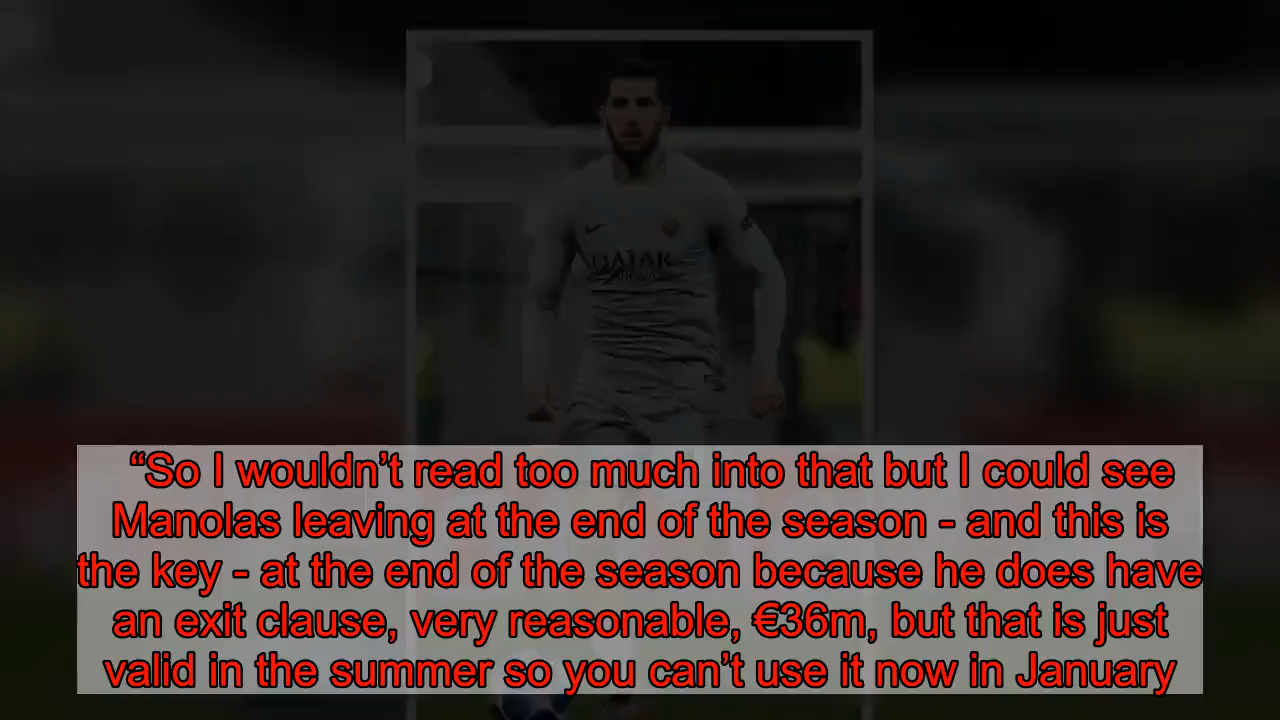 QATAR
“So I wouldn’t read too much into that but I could see
Manolas leaving at the end of the season - and this is
the key - at the end of the season because he does have
an exit clause, very reasonable, €36m, but that is just
valid in the summer so you can’t use it now in January